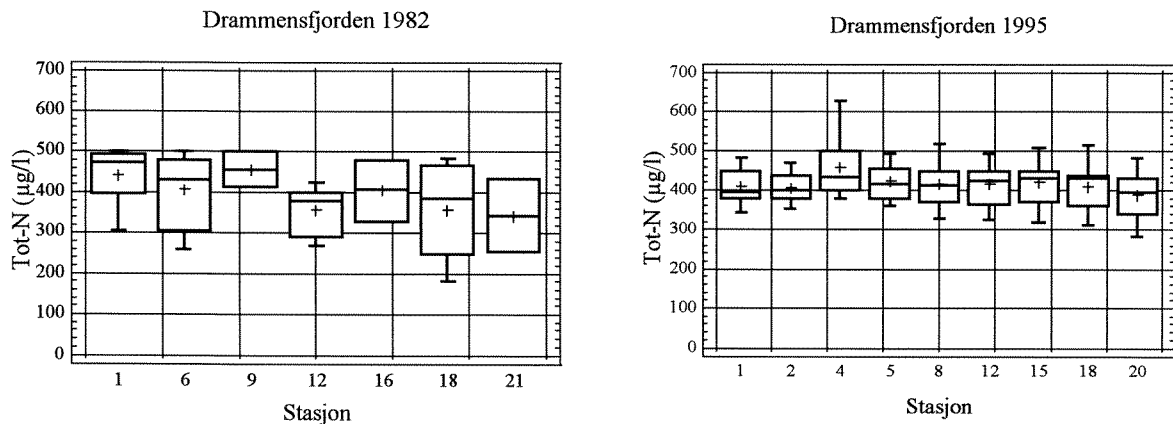 Drammensfjorden 1982
Tot-N (µg/l)
700
600
500
400
300
200
100
0
1 6 9 12 16 18 21
Stasjon
Drammensfjorden 1995
Tot-N (µg/l)
700
600
500
400
300
200
100
0
1 2 4 5 8 12 15 18 20
Stasjon